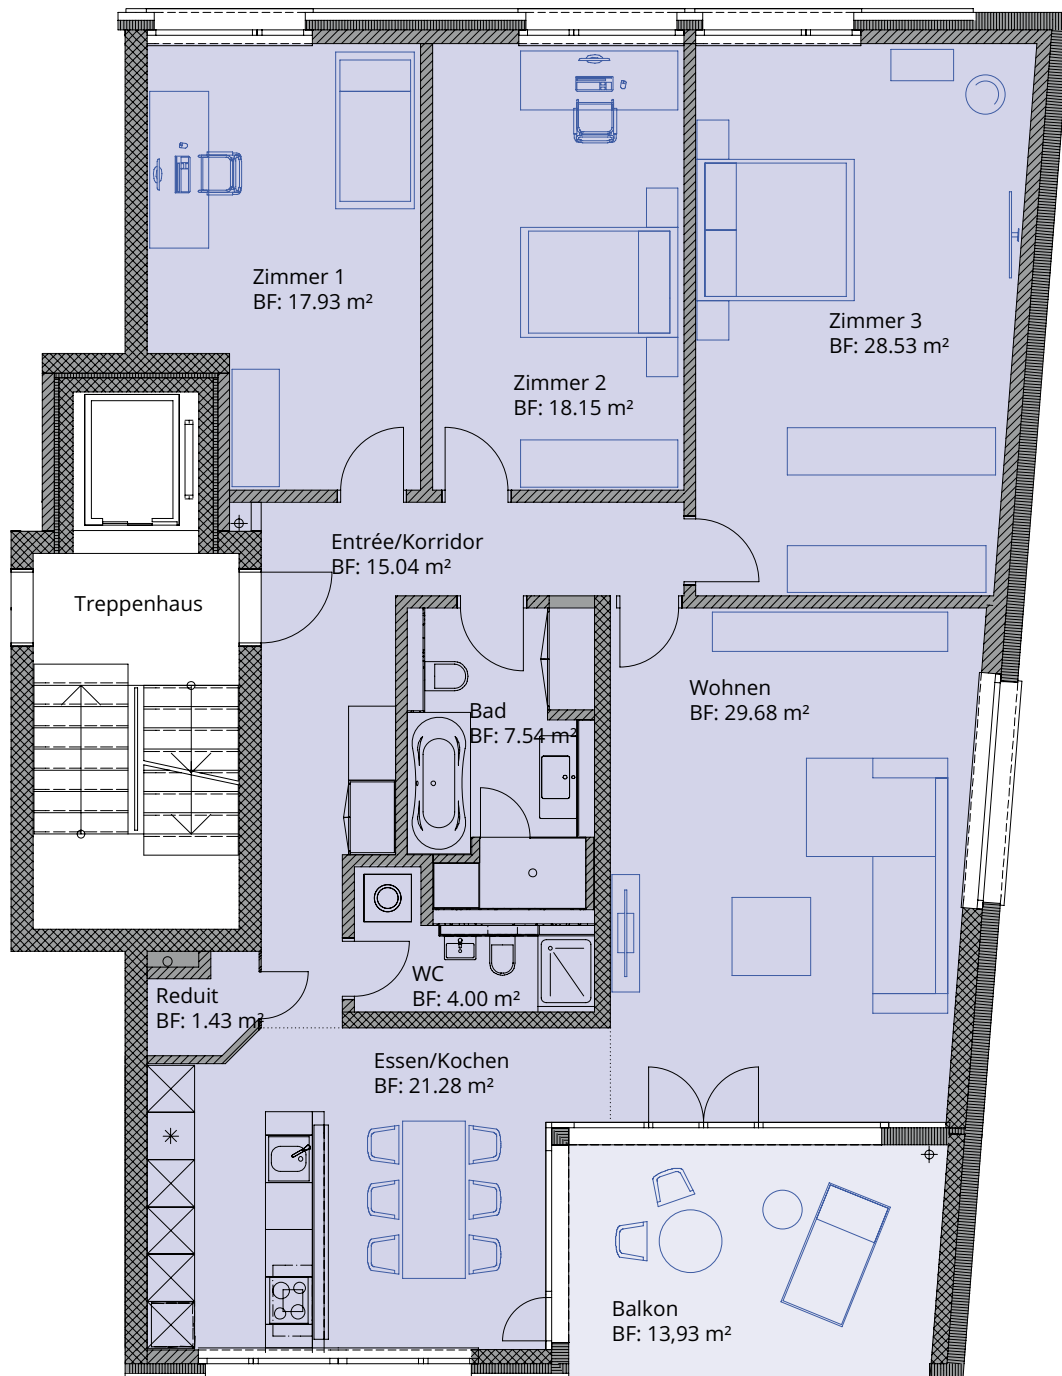 Zimmer 1
BF: 17.93 m²
Zimmer 2
BF: 18.15 m²
Zimmer 3
BF: 28.53 m²
Entrée/Korridor
BF: 15.04 m²
Treppenhaus
Bad
BF: 7.54 m²
Wohnen
BF: 29.68 m²
WC
BF: 4.00 m²
Reduit
BF: 1.43 m²
Essen/Kochen
BF: 21.28 m²
Balkon
BF: 13,93 m²